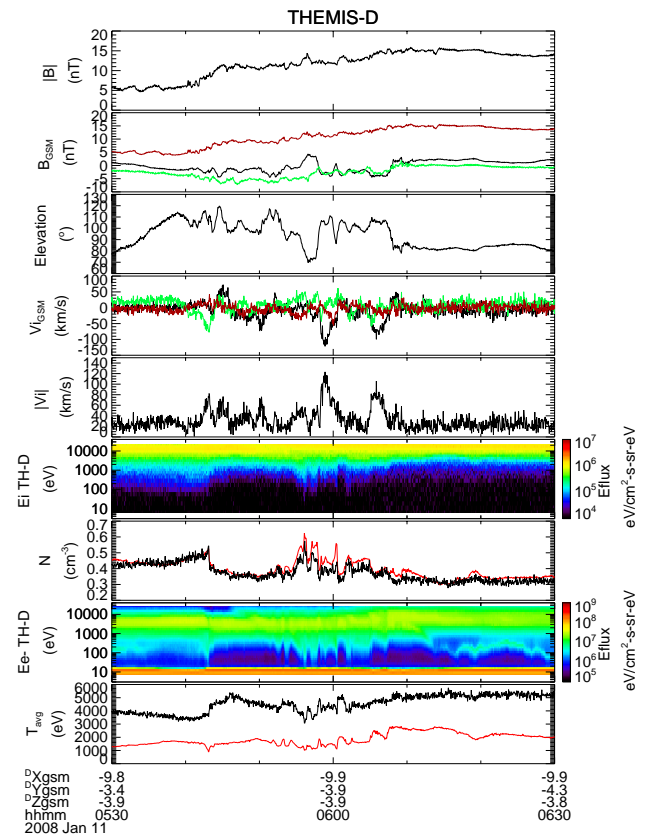 THEMIS-D
20
15
10
5
0
|B|
(nT)
20
15
10
5
0
-5
-10
BGSM
(nT)
130
120
110
100
90
80
70
60
Elevation
(o)
100
50
0
-50
-100
-150
ViGSM
(km/s)
140
120
100
80
60
40
20
0
|Vi|
(km/s)
10000
1000
100
10
Ei TH-D
(eV)
10^7
10^6
10^5
10^4
Eflux
eV/cm²-s-sr-eV
0.7
0.6
0.5
0.4
0.3
0.2
N
(cm-3)
10000
1000
100
10
Ee- TH-D
(eV)
10^9
10^8
10^7
10^6
10^5
Eflux
eV/cm²-s-sr-eV
6000
5000
4000
3000
2000
1000
0
Tavg
(eV)
DXgsm -9.8 -9.9 -9.9
DYgsm -3.4 -3.9 -4.3
DZgsm -3.9 -3.9 -3.8
hhmm 0530 0600 0630
2008 Jan 11